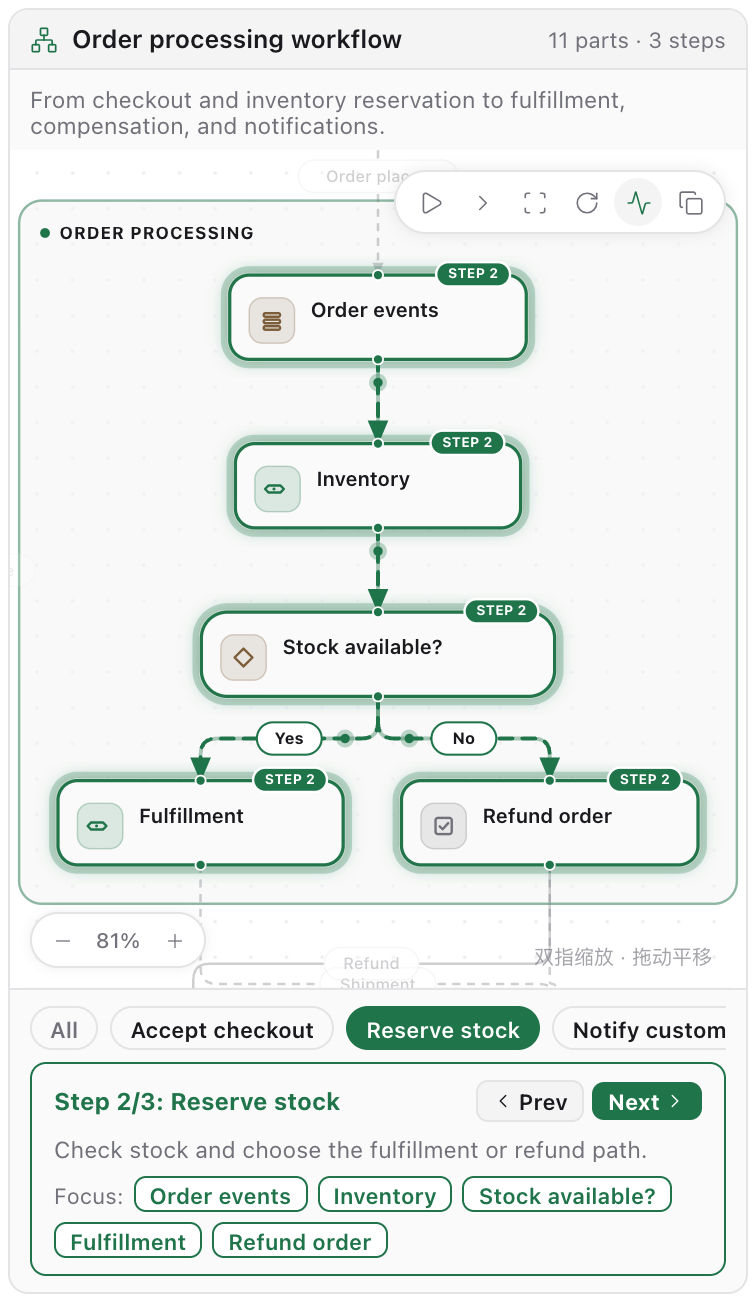 Order processing workflow
11 parts · 3 steps
From checkout and inventory reservation to fulfillment,
compensation, and notifications.
Order plac
ORDER PROCESSING
STEP 2
Order events
STEP 2
Inventory
STEP 2
Stock available?
Yes
No
STEP 2
Fulfillment
STEP 2
Refund order
81%
双指缩放 · 拖动平移
Refund
Shipment
All
Accept checkout
Reserve stock
Notify custom
Step 2/3: Reserve stock
Prev
Next
Check stock and choose the fulfillment or refund path.
Focus: Order events Inventory Stock available?
Fulfillment Refund order